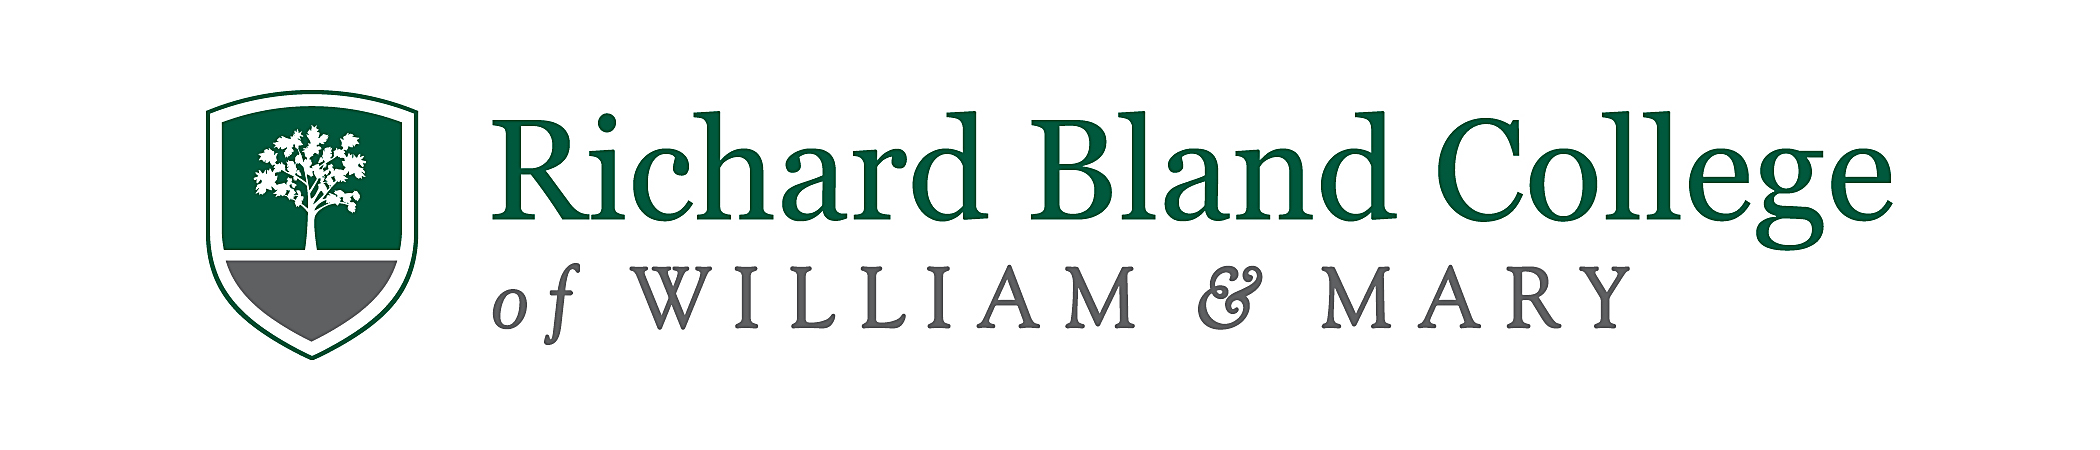 Richard Bland College
of WILLIAM & MARY